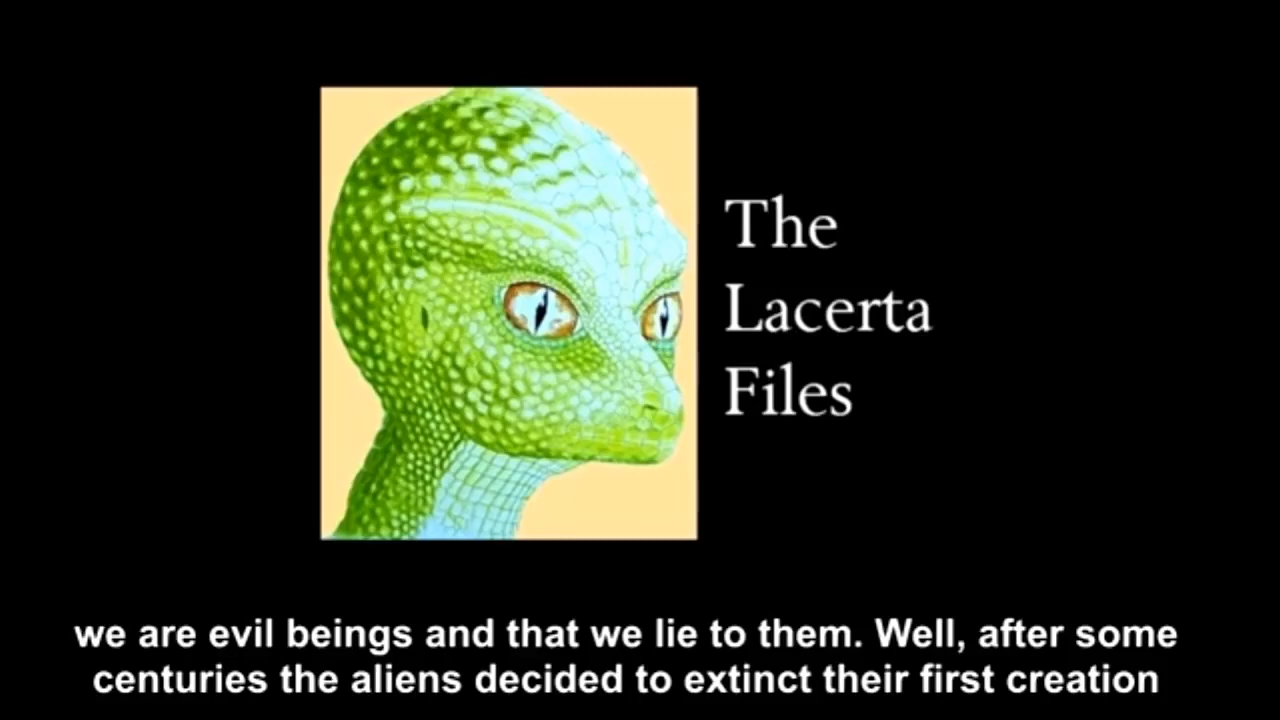 The
Lacerta
Files
we are evil beings and that we lie to them. Well, after some
centuries the aliens decided to extinct their first creation